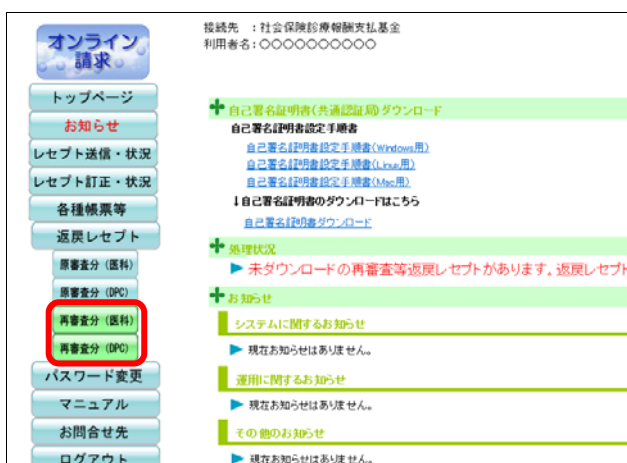 オンライン
請求
トップページ
お知らせ
レセプト送信・状況
レセプト訂正・状況
各種帳票等
返戻レセプト
原審査分（医科）
原審査分（DPC）
再審査分（医科）
再審査分（DPC）
パスワード変更
マニュアル
お問合せ先
ログアウト
接続先　：社会保険診療報酬支払基金
利用者名：○○○○○○○○○○
自己署名証明書(共通認証局)ダウンロード
自己署名証明書設定手順書
自己署名証明書設定手順書(Windows用)
自己署名証明書設定手順書(Linux用)
自己署名証明書設定手順書(Mac用)
↓自己署名証明書のダウンロードはこちら
自己署名証明書ダウンロード
処理状況
未ダウンロードの再審査等返戻レセプトがあります。返戻レセプト
お知らせ
システムに関するお知らせ
現在お知らせはありません。
運用に関するお知らせ
現在お知らせはありません。
その他のお知らせ
現在お知らせはありません。